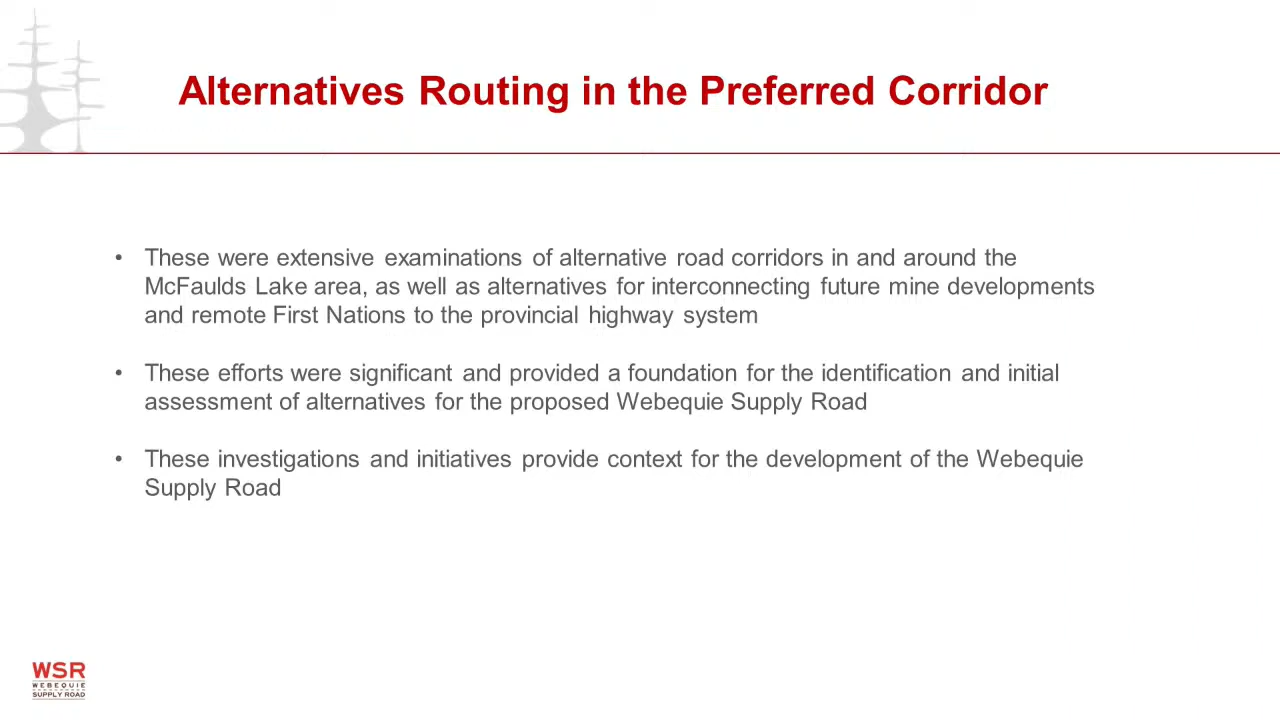 Alternatives Routing in the Preferred Corridor
• These were extensive examinations of alternative road corridors in and around the
McFaulds Lake area, as well as alternatives for interconnecting future mine developments
and remote First Nations to the provincial highway system
• These efforts were significant and provided a foundation for the identification and initial
assessment of alternatives for the proposed Webequie Supply Road
• These investigations and initiatives provide context for the development of the Webequie
Supply Road
WSR
WEBEQUIE
SUPPLY ROAD